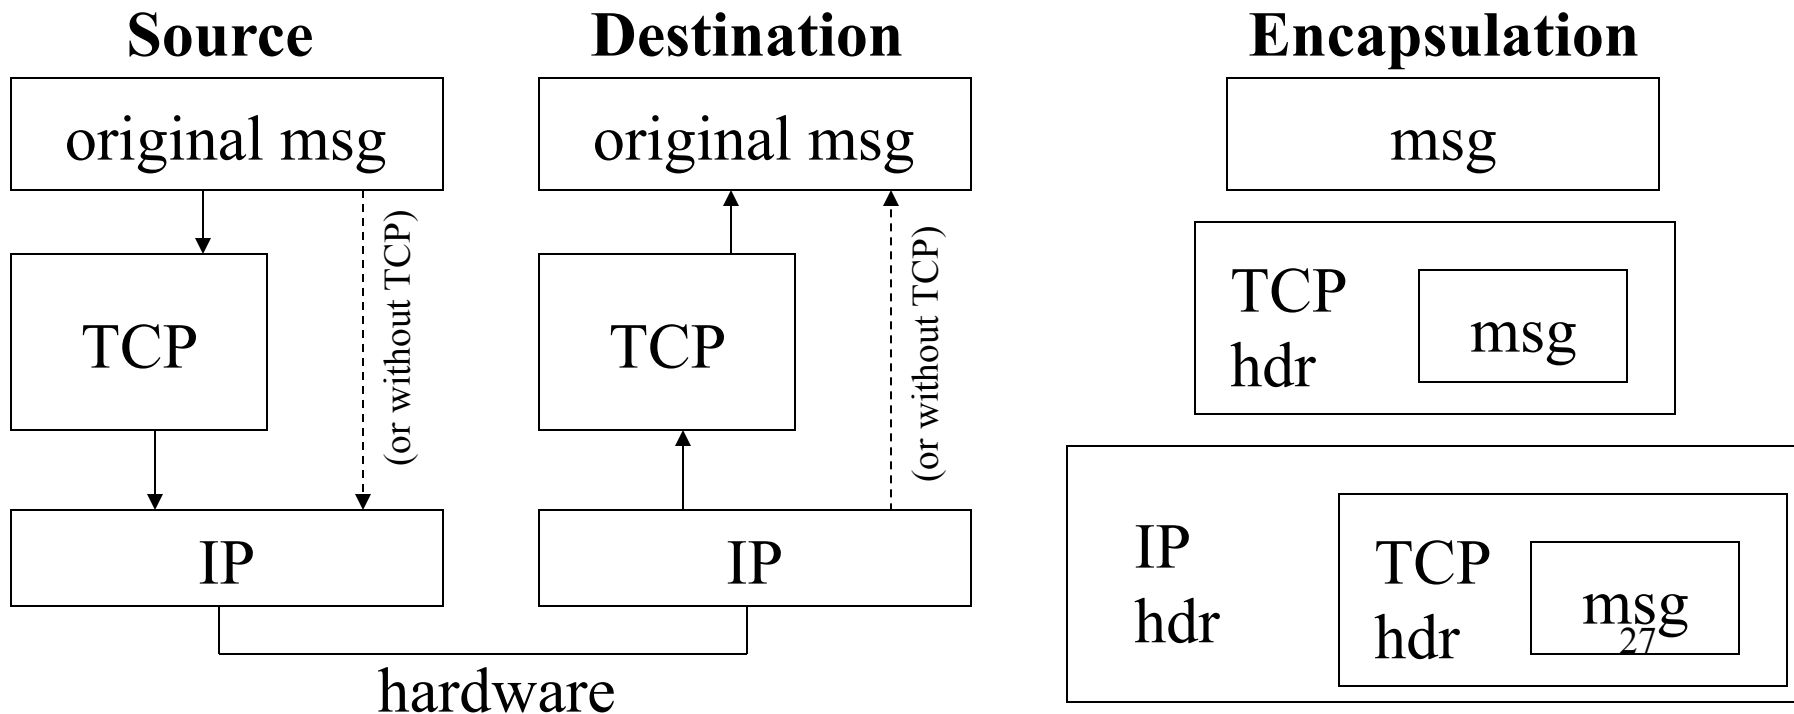 Source
original msg
TCP
(or without TCP)
IP
Destination
original msg
TCP
(or without TCP)
IP
hardware
Encapsulation
msg
TCP
hdr
msg
IP
hdr
TCP
hdr
msg
27